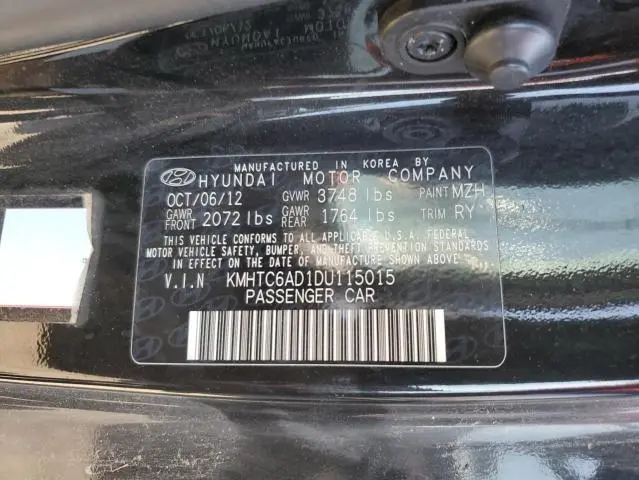 MANUFACTURED IN KOREA BY
HYUNDAI MOTOR COMPANY
OCT/06/12 GVWR 3748 lbs PAINT MZH
GAWR FRONT 2072 lbs GAWR REAR 1764 lbs TRIM RY
THIS VEHICLE CONFORMS TO ALL APPLICABLE U.S.A. FEDERAL
MOTOR VEHICLE SAFETY, BUMPER, AND THEFT PREVENTION STANDARDS
IN EFFECT ON THE DATE OF MANUFACTURE SHOWN ABOVE.
V.I.N KMHTC6AD1DU115015
PASSENGER CAR